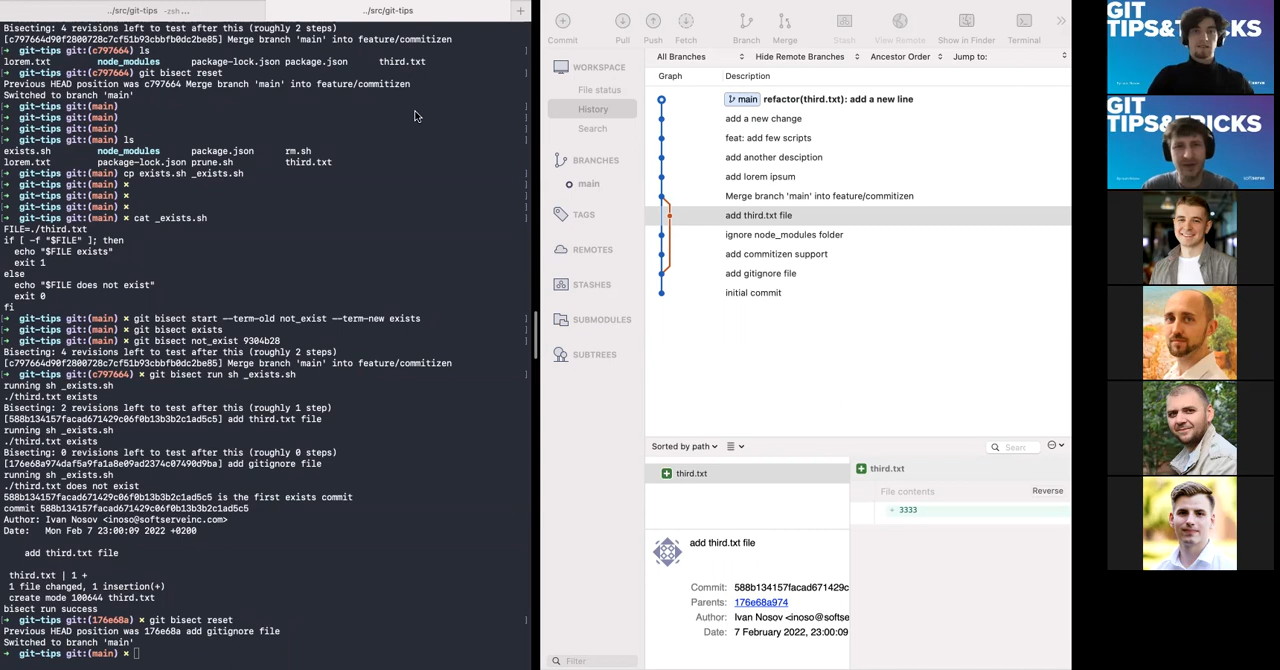 ../src/git-tips -zsh ...
../src/git-tips
+
Bisecting: 4 revisions left to test after this (roughly 2 steps)
[c797664d90f2800728c7cf51b93cbbfb0dc2be85] Merge branch 'main' into feature/commitizen
→ git-tips git:(c797664) ls
lorem.txt node_modules package-lock.json package.json third.txt
→ git-tips git:(c797664) git bisect reset
Previous HEAD position was c797664 Merge branch 'main' into feature/commitizen
Switched to branch 'main'
→ git-tips git:(main)
→ git-tips git:(main)
→ git-tips git:(main)
→ git-tips git:(main) ls
exists.sh node_modules package.json rm.sh
lorem.txt package-lock.json prune.sh third.txt
→ git-tips git:(main) cp exists.sh _exists.sh
→ git-tips git:(main) ×
→ git-tips git:(main) ×
→ git-tips git:(main) ×
→ git-tips git:(main) × cat _exists.sh
FILE=./third.txt
if [ -f "$FILE" ]; then
echo "$FILE exists"
exit 1
else
echo "$FILE does not exist"
exit 0
fi
→ git-tips git:(main) × git bisect start --term-old not_exist --term-new exists
→ git-tips git:(main) × git bisect exists
→ git-tips git:(main) × git bisect not_exist 9304b28
Bisecting: 4 revisions left to test after this (roughly 2 steps)
[c797664d90f2800728c7cf51b93cbbfb0dc2be85] Merge branch 'main' into feature/commitizen
→ git-tips git:(c797664) × git bisect run sh _exists.sh
running sh _exists.sh
./third.txt exists
Bisecting: 2 revisions left to test after this (roughly 1 step)
[588b134157facad671429c06f0b13b3b2c1ad5c5] add third.txt file
running sh _exists.sh
./third.txt exists
Bisecting: 0 revisions left to test after this (roughly 0 steps)
[176e68a974daf5a9fa1a8e09ad2374c07490d9ba] add gitignore file
running sh _exists.sh
./third.txt does not exist
588b134157facad671429c06f0b13b3b2c1ad5c5 is the first exists commit
commit 588b134157facad671429c06f0b13b3b2c1ad5c5
Author: Ivan Nosov <inoso@softserveinc.com>
Date: Mon Feb 7 23:00:09 2022 +0200
add third.txt file
third.txt | 1 +
1 file changed, 1 insertion(+)
create mode 100644 third.txt
bisect run success
→ git-tips git:(176e68a) × git bisect reset
Previous HEAD position was 176e68a add gitignore file
Switched to branch 'main'
→ git-tips git:(main) ×
Commit Pull Push Fetch Branch Merge Stash View Remote Show in Finder Terminal
WORKSPACE
File status
History
Search
BRANCHES
main
TAGS
REMOTES
STASHES
SUBMODULES
SUBTREES
Filter
All Branches Hide Remote Branches Ancestor Order Jump to:
Graph Description
main refactor(third.txt): add a new line
add a new change
feat: add few scripts
add another desciption
add lorem ipsum
Merge branch 'main' into feature/commitizen
add third.txt file
ignore node_modules folder
add commitizen support
add gitignore file
initial commit
Sorted by path
Searc
third.txt
third.txt
File contents Reverse
+ 3333
add third.txt file
Commit: 588b134157facad671429c
Parents: 176e68a974
Author: Ivan Nosov <inoso@softse
Date: 7 February 2022, 23:00:09
GIT
TIPS&TRICKS
GIT
TIPS&TRICKS
softserve